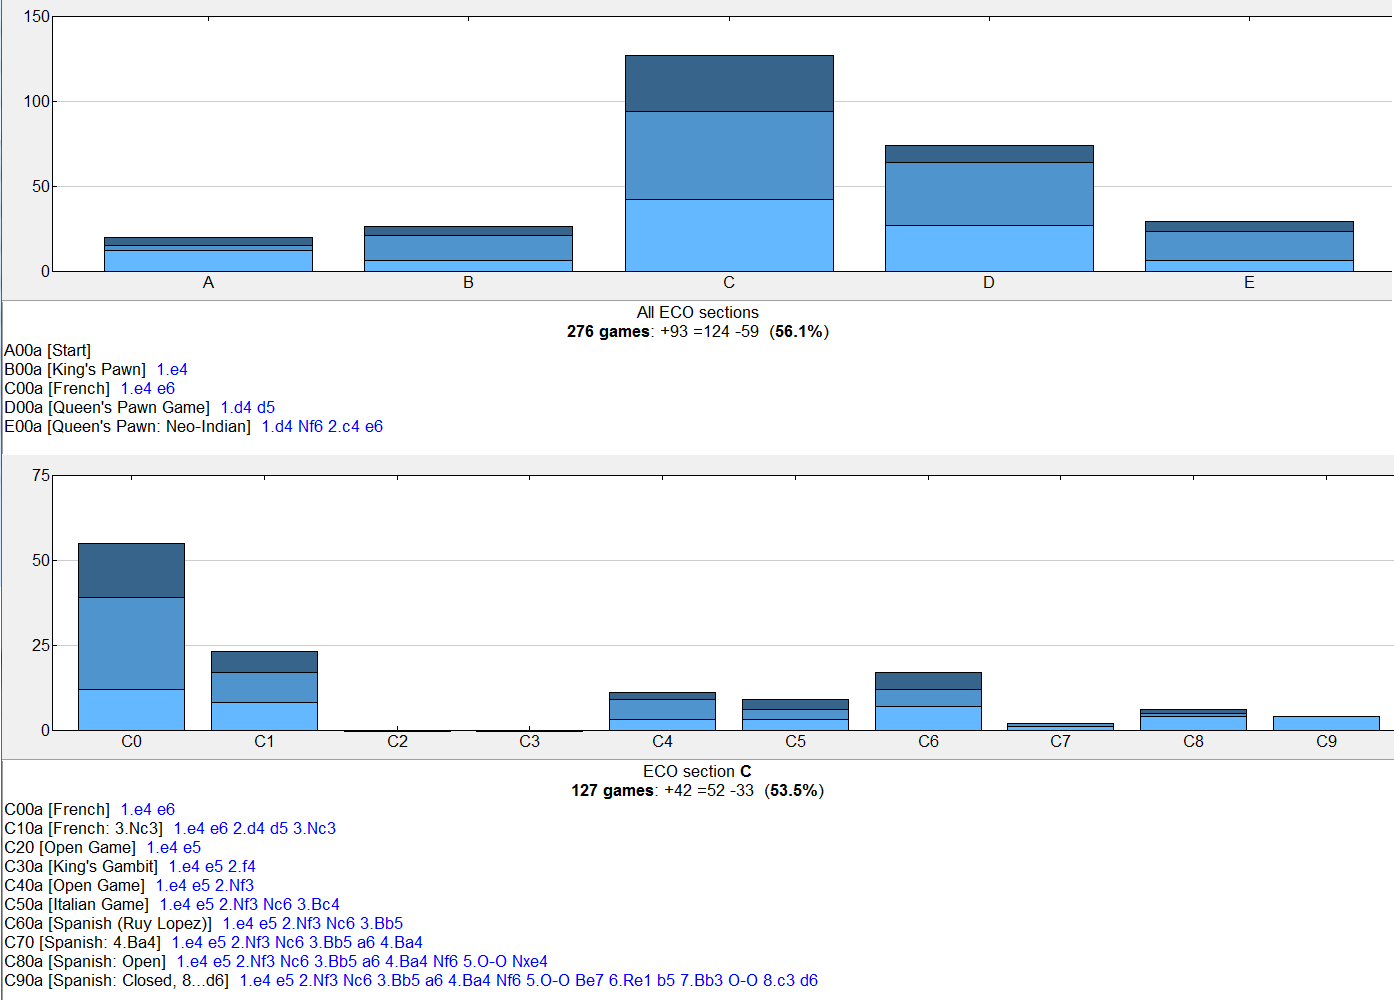 150
100
50
0
A B C D E
All ECO sections
276 games: +93 =124 -59 (56.1%)
A00a [Start]
B00a [King's Pawn] 1.e4
C00a [French] 1.e4 e6
D00a [Queen's Pawn Game] 1.d4 d5
E00a [Queen's Pawn: Neo-Indian] 1.d4 Nf6 2.c4 e6
75
50
25
0
C0 C1 C2 C3 C4 C5 C6 C7 C8 C9
ECO section C
127 games: +42 =52 -33 (53.5%)
C00a [French] 1.e4 e6
C10a [French: 3.Nc3] 1.e4 e6 2.d4 d5 3.Nc3
C20 [Open Game] 1.e4 e5
C30a [King's Gambit] 1.e4 e5 2.f4
C40a [Open Game] 1.e4 e5 2.Nf3
C50a [Italian Game] 1.e4 e5 2.Nf3 Nc6 3.Bc4
C60a [Spanish (Ruy Lopez)] 1.e4 e5 2.Nf3 Nc6 3.Bb5
C70 [Spanish: 4.Ba4] 1.e4 e5 2.Nf3 Nc6 3.Bb5 a6 4.Ba4
C80a [Spanish: Open] 1.e4 e5 2.Nf3 Nc6 3.Bb5 a6 4.Ba4 Nf6 5.O-O Nxe4
C90a [Spanish: Closed, 8...d6] 1.e4 e5 2.Nf3 Nc6 3.Bb5 a6 4.Ba4 Nf6 5.O-O Be7 6.Re1 b5 7.Bb3 O-O 8.c3 d6